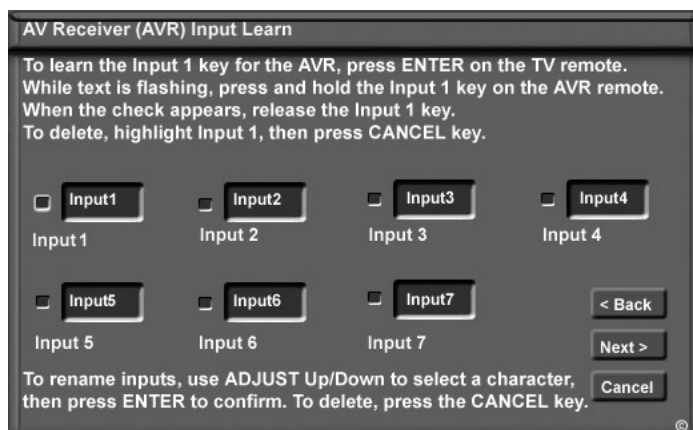 AV Receiver (AVR) Input Learn
To learn the Input 1 key for the AVR, press ENTER on the TV remote.
While text is flashing, press and hold the Input 1 key on the AVR remote.
When the check appears, release the Input 1 key.
To delete, highlight Input 1, then press CANCEL key.
Input1 Input2 Input3 Input4
Input 1 Input 2 Input 3 Input 4
Input5 Input6 Input7
< Back
Input 5 Input 6 Input 7
Next >
To rename inputs, use ADJUST Up/Down to select a character,
then press ENTER to confirm. To delete, press the CANCEL key.
Cancel
©